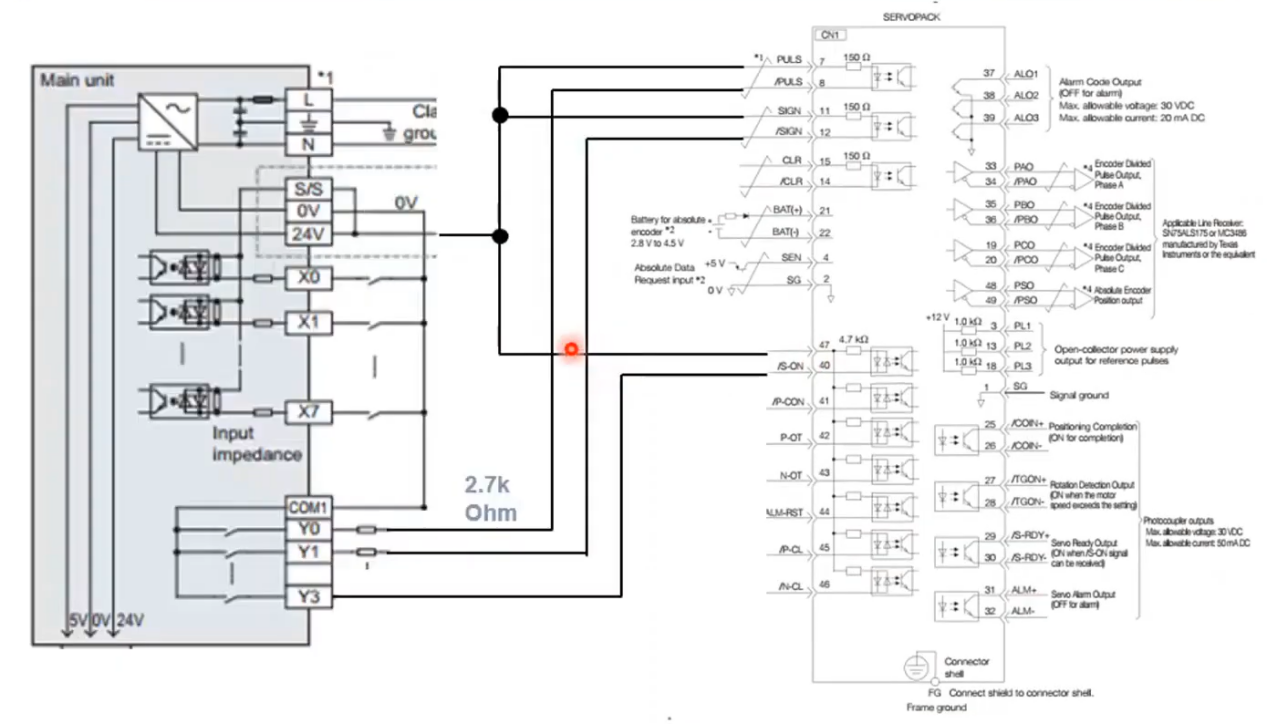 SERVOPACK
CN1
Main unit
*1
L
N
Cla
grou
S/S
0V
24V
0V
X0
X1
X7
Input
impedance
COM1
Y0
Y1
Y3
5V 0V 24V
2.7k
Ohm
*1 PULS 7 150 Ω
/PULS 8
SIGN 11 150 Ω
/SIGN 12
CLR 15 150 Ω
/CLR 14
Battery for absolute
encoder *2
2.8 V to 4.5 V
+
-
BAT(+) 21
BAT(-) 22
Absolute Data
Request input *2
+5 V
0 V
SEN 4
SG 2
47 4.7 kΩ
/S-ON 40
/P-CON 41
P-OT 42
N-OT 43
ALM-RST 44
/P-CL 45
/N-CL 46
37 ALO1
38 ALO2
39 ALO3
Alarm Code Output
(OFF for alarm)
Max. allowable voltage: 30 VDC
Max. allowable current: 20 mA DC
33 PAO
34 /PAO
*4 Encoder Divided
Pulse Output,
Phase A
35 PBO
36 /PBO
*4 Encoder Divided
Pulse Output,
Phase B
19 PCO
20 /PCO
*4 Encoder Divided
Pulse Output,
Phase C
48 PSO
49 /PSO
*4 Absolute Encoder
Position output
Applicable Line Receiver:
SN75ALS175 or MC3486
manufactured by Texas
Instruments or the equivalent
+12 V
1.0 kΩ 3 PL1
1.0 kΩ 13 PL2
1.0 kΩ 18 PL3
Open-collector power supply
output for reference pulses
1 SG
Signal ground
25 /COIN+
26 /COIN-
Positioning Completion
(ON for completion)
27 /TGON+
28 /TGON-
Rotation Detection Output
(ON when the motor
speed exceeds the setting)
29 /S-RDY+
30 /S-RDY-
Servo Ready Output
(ON when /S-ON signal
can be received)
31 ALM+
32 ALM-
Servo Alarm Output
(OFF for alarm)
Photocoupler outputs
Max. allowable voltage: 30 VDC
Max. allowable current: 50 mA DC
Connector
shell
FG Connect shield to connector shell.
Frame ground